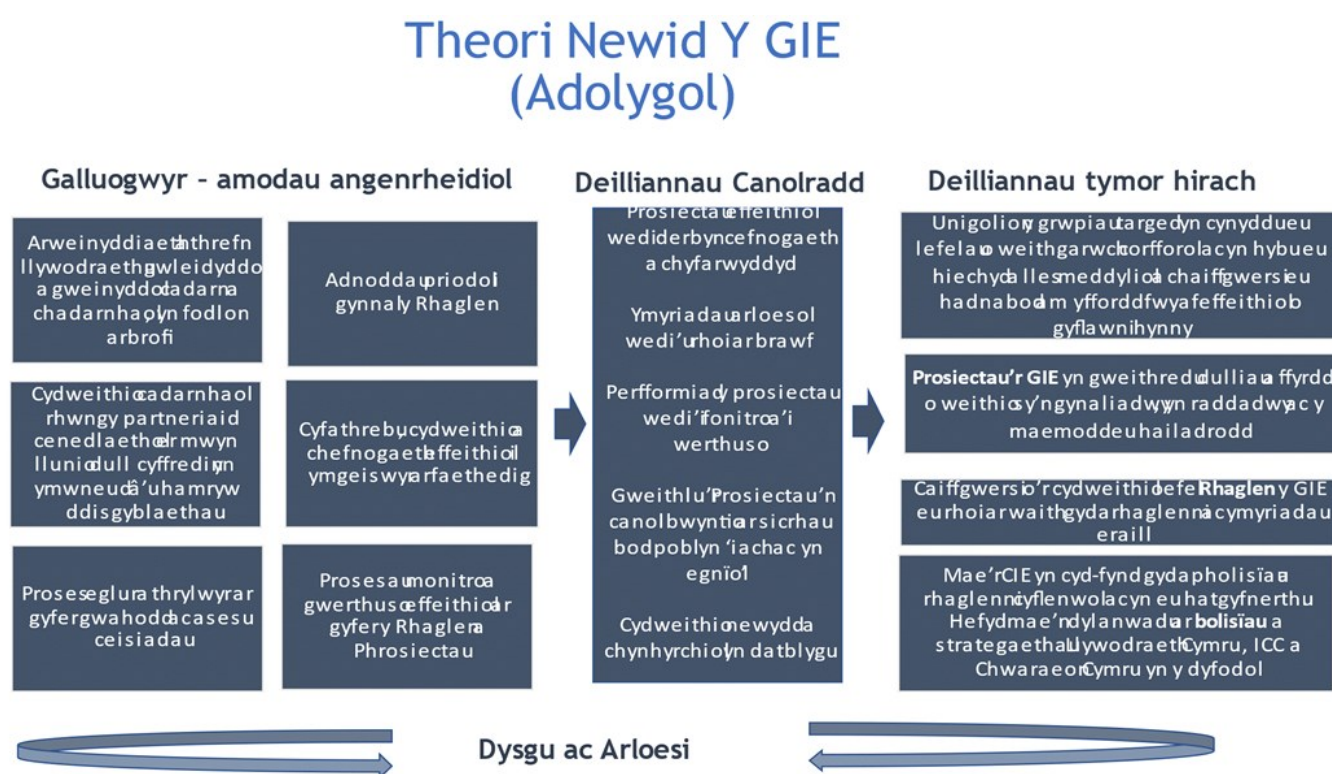 Theori Newid Y GIE
(Adolygol)
Galluogwyr – amodau angenrheidiol
Arweinyddiaeth a threfn
llywodraethu gwleidyddol
a gweinyddol cadarn a
chadarnhaol, yn fodlon
arbrofi
Adnoddau priodol i
gynnal y Rhaglen
Cydweithio cadarnhaol
rhwng y partneriaid
cenedlaethol er mwyn
llunio dull cyffredin yn
ymwneud â'u hamryw
ddisgyblaethau
Cyfathrebu, cydweithio a
chefnogaeth effeithiol i
ymgeiswyr arfaethedig
Proses eglur a thrylwyr ar
gyfer gwahodd ac asesu
ceisiadau
Prosesau monitro a
gwerthuso effeithiol ar
gyfer y Rhaglen a
Phrosiectau
Deilliannau Canolradd
Prosiectau effeithiol
wedi derbyn cefnogaeth
a chyfarwyddyd
Ymyriadau arloesol
wedi'u rhoi ar brawf
Perfformiad y prosiectau
wedi'i fonitro a'i
werthuso
Gweithlu'r Prosiectau'n
canolbwyntio ar sicrhau
bod pobl yn 'iach ac yn
egnïol'
Cydweithio newydd a
chynhyrchiol yn datblygu
Deilliannau tymor hirach
Unigolion y grwpiau targed yn cynyddu eu
lefelau o weithgarwch corfforol ac yn hybu eu
hiechyd a lles meddyliol a chaiff gwersi eu
hadnabod am y ffordd fwyaf effeithiol o
gyflawni hynny
Prosiectau'r GIE yn gweithredu dulliau a ffyrdd
o weithio sy'n gynaliadwy, yn raddadwy ac y
mae modd eu hailadrodd
Caiff gwersi o'r cydweithio lefel Rhaglen y GIE
eu rhoi ar waith gyda rhaglenni ac ymyriadau
eraill
Mae'r CIE yn cyd-fynd gyda pholisïau a
rhaglenni cyflenwol ac yn eu hatgyfnerthu
Hefyd mae'n dylanwadu ar bolisïau a
strategaethau Llywodraeth Cymru, ICC a
Chwaraeon Cymru yn y dyfodol
Dysgu ac Arloesi